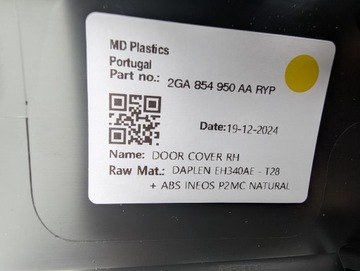 MD Plastics
Portugal
Part no.: 2GA 854 950 AA RYP
Date:19-12-2024
Name: DOOR COVER RH
Raw Mat.: DAPLEN EH340AE - T28
+ ABS INEOS P2MC NATURAL